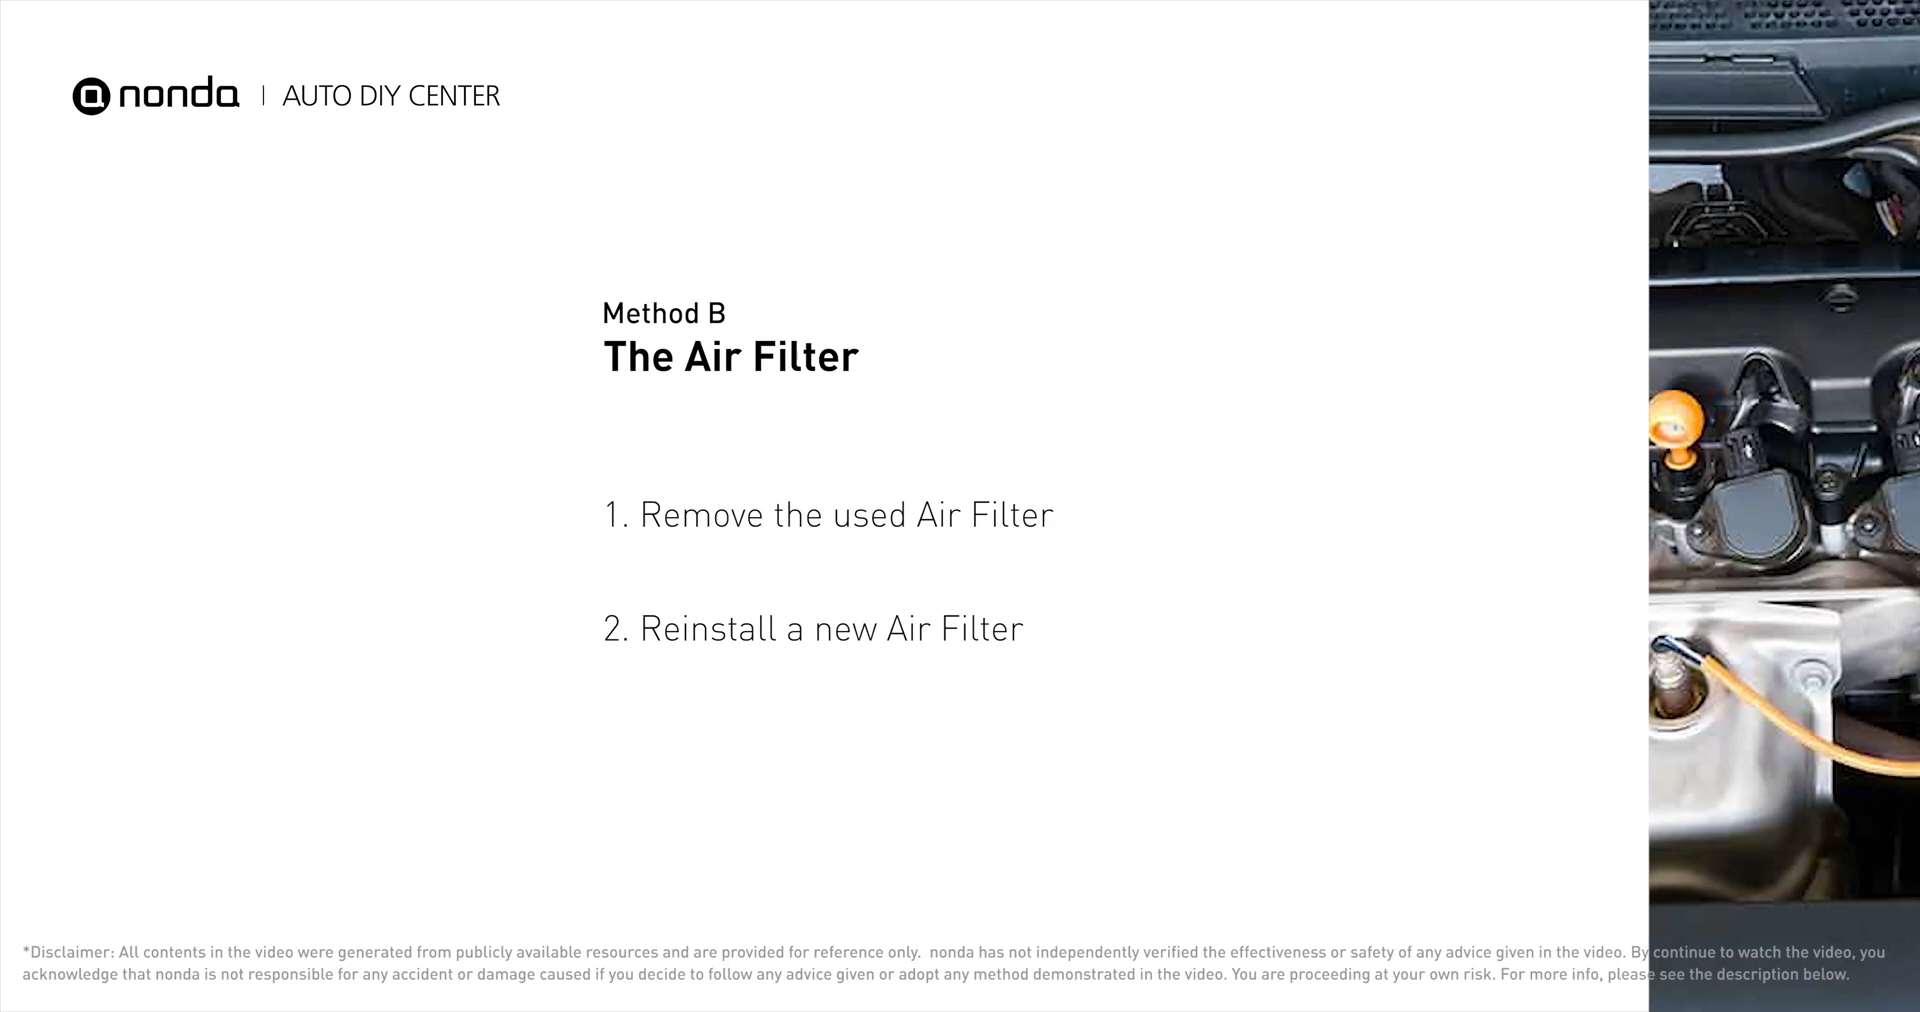 nonda | AUTO DIY CENTER
Method B
The Air Filter
1. Remove the used Air Filter
2. Reinstall a new Air Filter
*Disclaimer: All contents in the video were generated from publicly available resources and are provided for reference only.  nonda has not independently verified the effectiveness or safety of any advice given in the video. By continue to watch the video, you
acknowledge that nonda is not responsible for any accident or damage caused if you decide to follow any advice given or adopt any method demonstrated in the video. You are proceeding at your own risk. For more info, please see the description below.